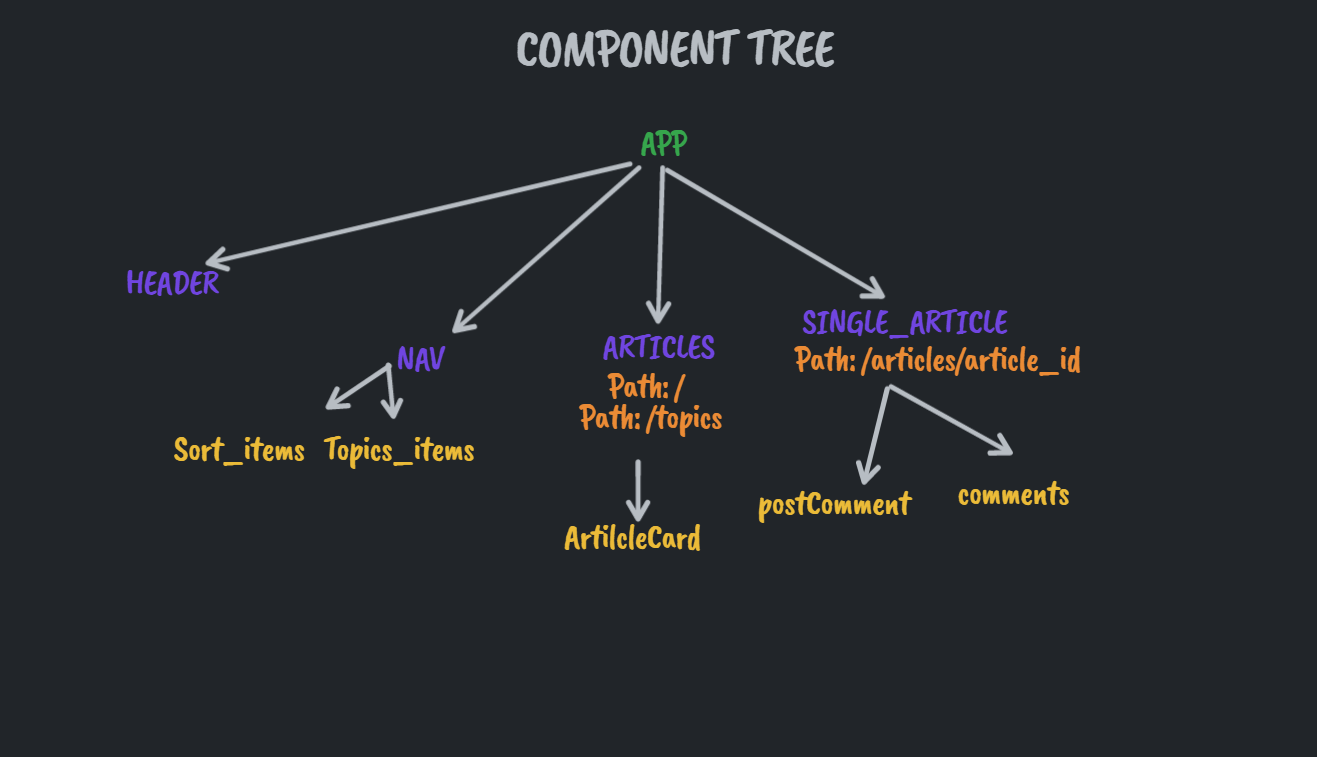 COMPONENT TREE
APP
HEADER
NAV
Sort_items
Topics_items
ARTICLES
Path: /
Path: /topics
ArtilcleCard
SINGLE_ARTICLE
Path: /articles/article_id
postComment
comments